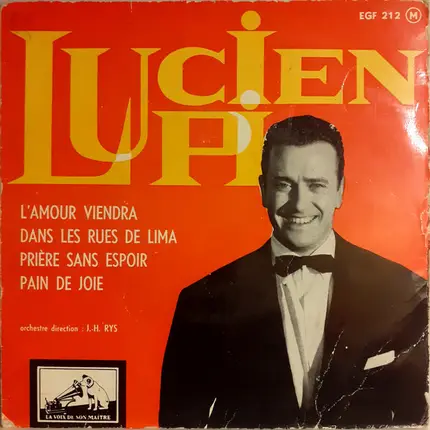 EGF 212 M
LUCIEN
LUPI
L'AMOUR VIENDRA
DANS LES RUES DE LIMA
PRIÈRE SANS ESPOIR
PAIN DE JOIE
orchestre direction : J.-H. RYS
LA VOIX DE SON MAITRE